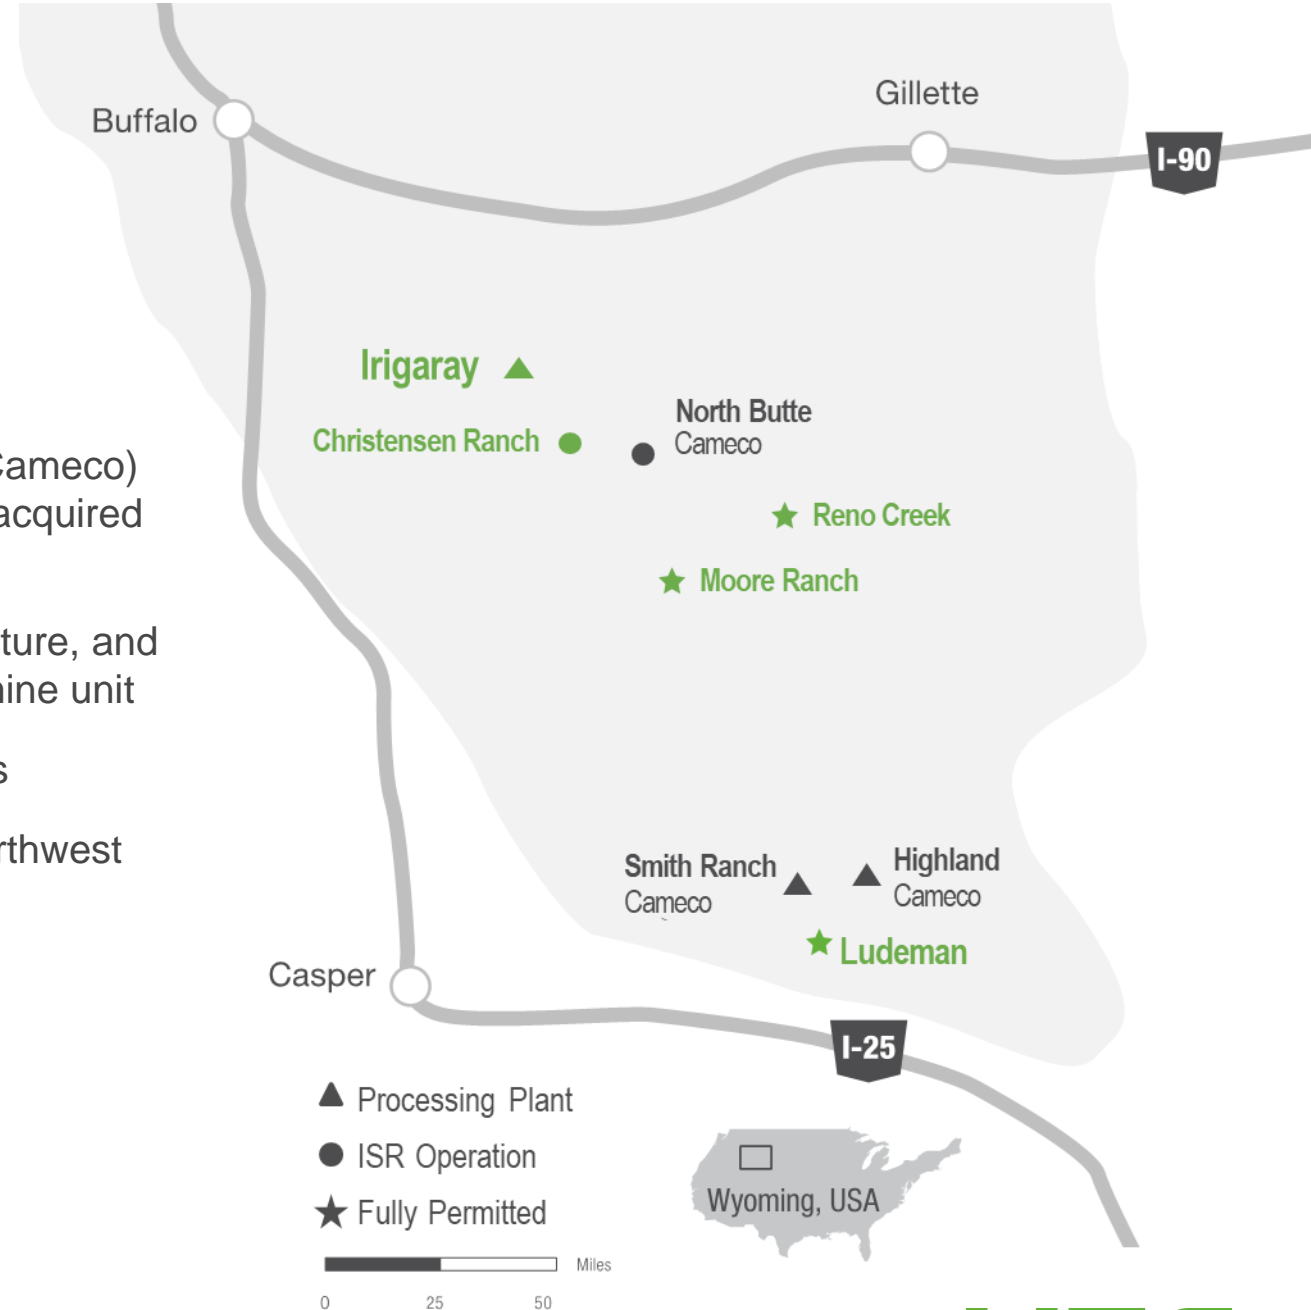 Gillette
Buffalo
I-90
Irigaray
North Butte
Cameco
Christensen Ranch
Cameco)
acquired
Reno Creek
Moore Ranch
ture, and
nine unit
s
rthwest
Smith Ranch
Cameco
Highland
Cameco
Ludeman
Casper
I-25
Processing Plant
ISR Operation
Fully Permitted
Wyoming, USA
Miles
0 25 50